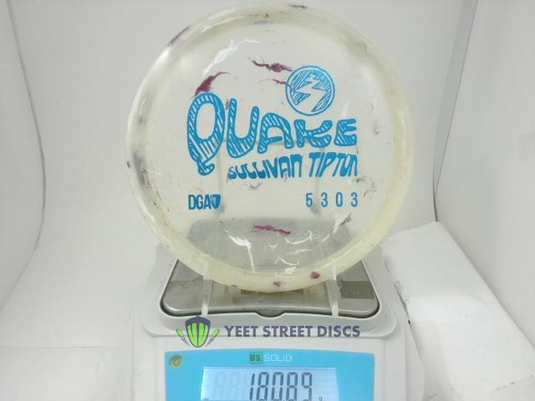 QUAKE
SULLIVAN TIPTON
DGA 5303
YEET STREET DISCS
US SOLID
180.89 g